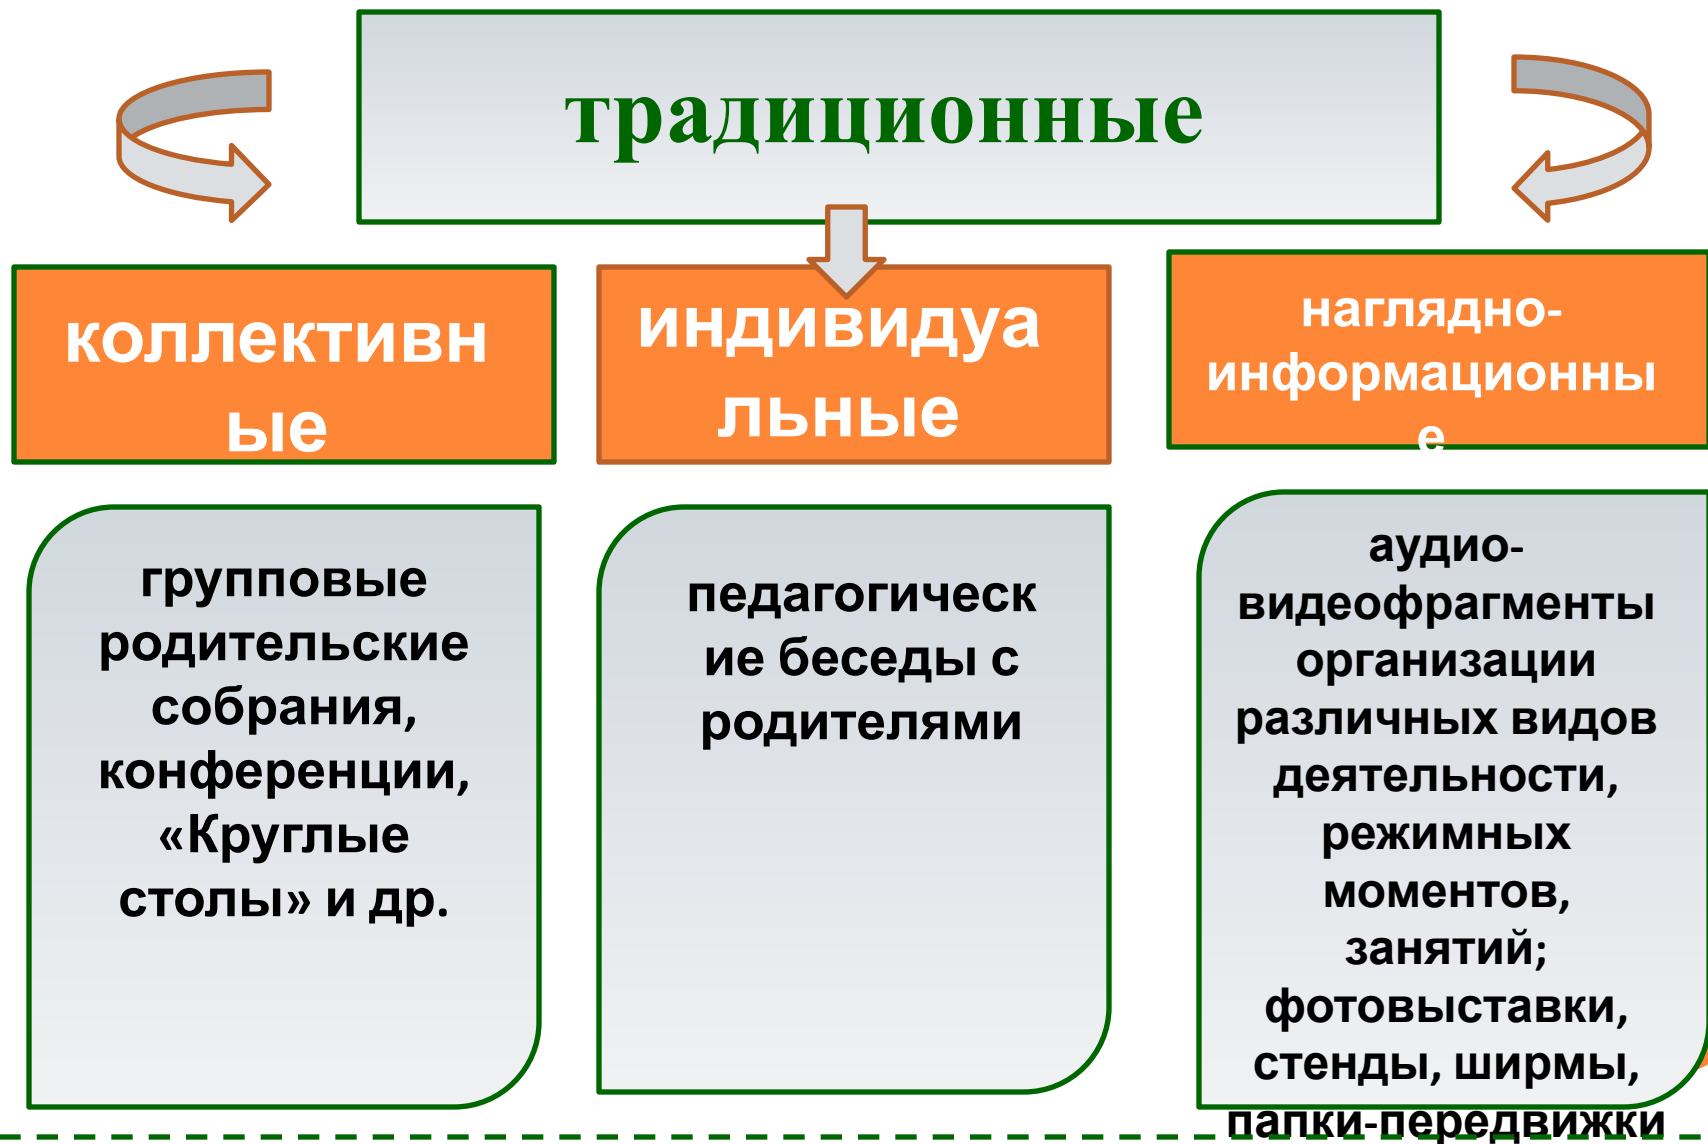 традиционные
коллективн
ые
индивидуа
льные
наглядно-
информационны
е
групповые
родительские
собрания,
конференции,
«Круглые
столы» и др.
педагогическ
ие беседы с
родителями
аудио-
видеофрагменты
организации
различных видов
деятельности,
режимных
моментов,
занятий;
фотовыставки,
стенды, ширмы,
папки-передвижки